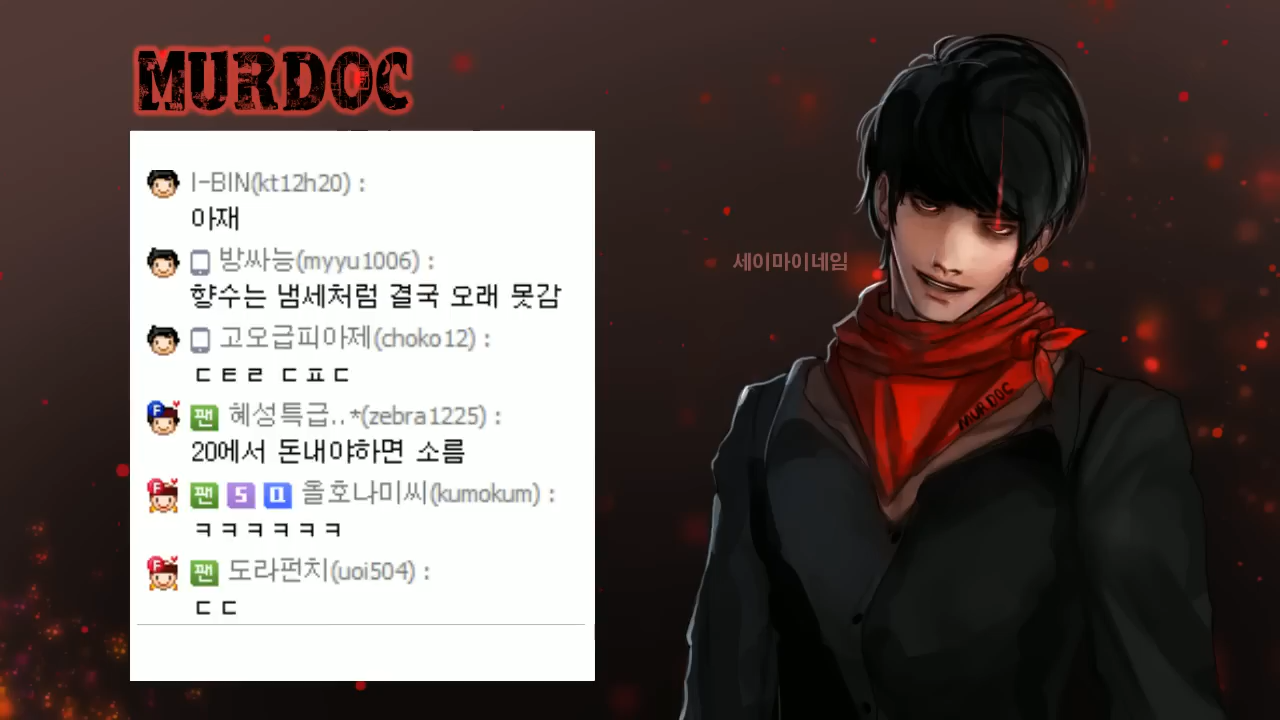 MURDOC
I-BIN(kt12h20) :
아재
방싸능(myyu1006) :
향수는 냄세처럼 결국 오래 못감
고오급피아제(choko12) :
ㄷㅌㄹ ㄷㅍㄷ
F 팬 혜성특급..*(zebra1225) :
20에서 돈내야하면 소름
F 팬 S 미 올호나미씨(kumokum) :
ㅋㅋㅋㅋㅋㅋ
F 팬 도라펀치(uoi504) :
ㄷㄷ
세이마이네임
MURDOC